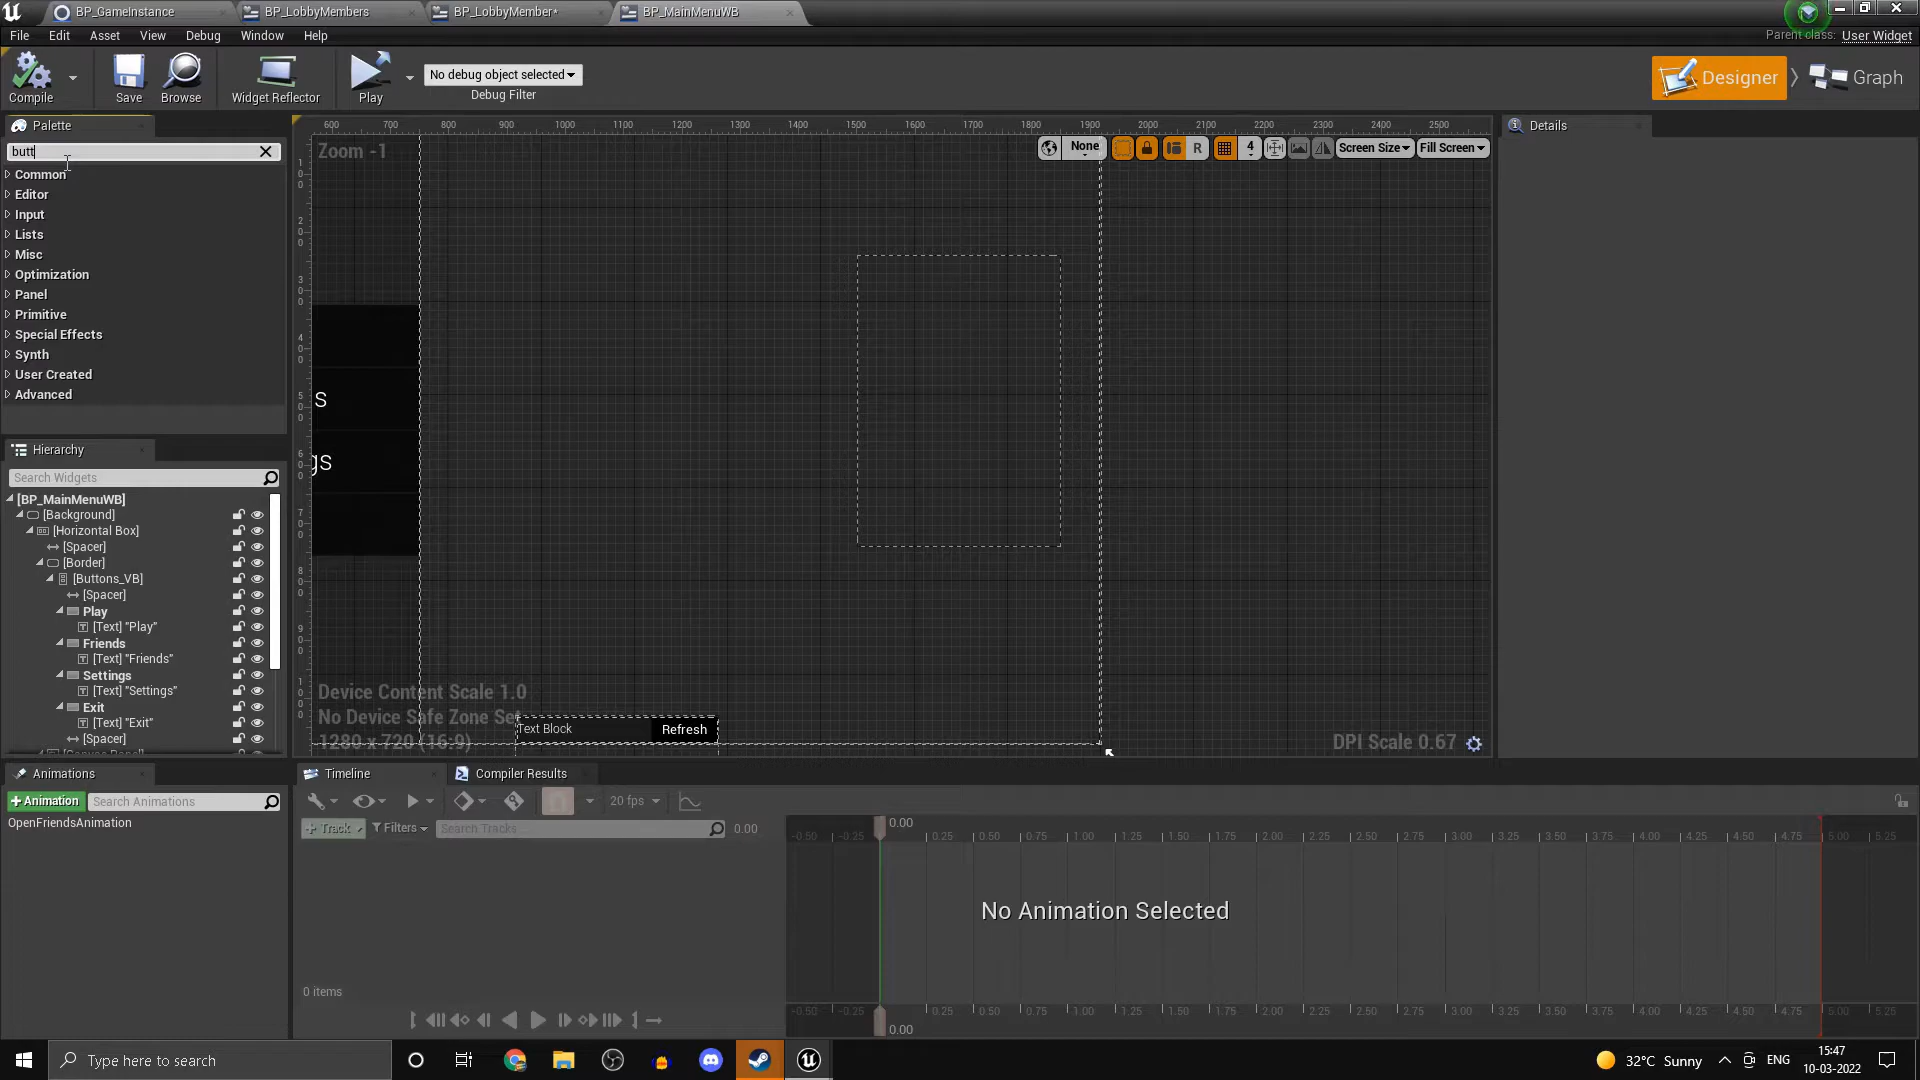 BP_GameInstance
BP_LobbyMembers
BP_LobbyMember*
BP_MainMenuWB
File Edit Asset View Debug Window Help
Parent class: User Widget
Compile
Save
Browse
Widget Reflector
Play
No debug object selected
Debug Filter
Designer
Graph
Palette
butt
Common
Editor
Input
Lists
Misc
Optimization
Panel
Primitive
Special Effects
Synth
User Created
Advanced
Hierarchy
Search Widgets
[BP_MainMenuWB]
[Background]
[Horizontal Box]
[Spacer]
[Border]
[Buttons_VB]
[Spacer]
Play
[Text] "Play"
Friends
[Text] "Friends"
Settings
[Text] "Settings"
Exit
[Text] "Exit"
[Spacer]
600 700 800 900 1000 1100 1200 1300 1400 1500 1600 1700 1800 1900 2000 2100 2200 2300 2400 2500
Zoom -1
None
R
4
Screen Size
Fill Screen
s
gs
Device Content Scale 1.0
No Device Safe Zone Set
1280 x 720 (16:9)
Text Block
Refresh
DPI Scale 0.67
Details
Animations
+ Animation
Search Animations
OpenFriendsAnimation
Timeline
Compiler Results
20 fps
+ Track
Filters
Search Tracks
0.00
0.00
-0.50 -0.25 0.25 0.50 0.75 1.00 1.25 1.50 1.75 2.00 2.25 2.50 2.75 3.00 3.25 3.50 3.75 4.00 4.25 4.50 4.75 5.00 5.25
No Animation Selected
0 items
-0.50 -0.25 0.25 0.50 0.75 1.00 1.25 1.50 1.75 2.00 2.25 2.50 2.75 3.00 3.25 3.50 3.75 4.00 4.25 4.50 4.75 5.00 5.25
0.00
Type here to search
32°C Sunny
ENG
15:47
10-03-2022